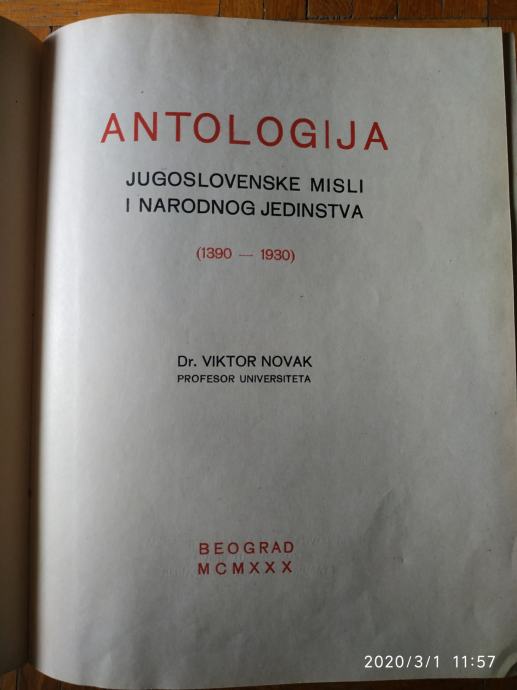 ANTOLOGIJA
JUGOSLOVENSKE MISLI
I NARODNOG JEDINSTVA
(1390 — 1930)
Dr. VIKTOR NOVAK
PROFESOR UNIVERSITETA
BEOGRAD
MCMXXX
2020/3/1 11:57